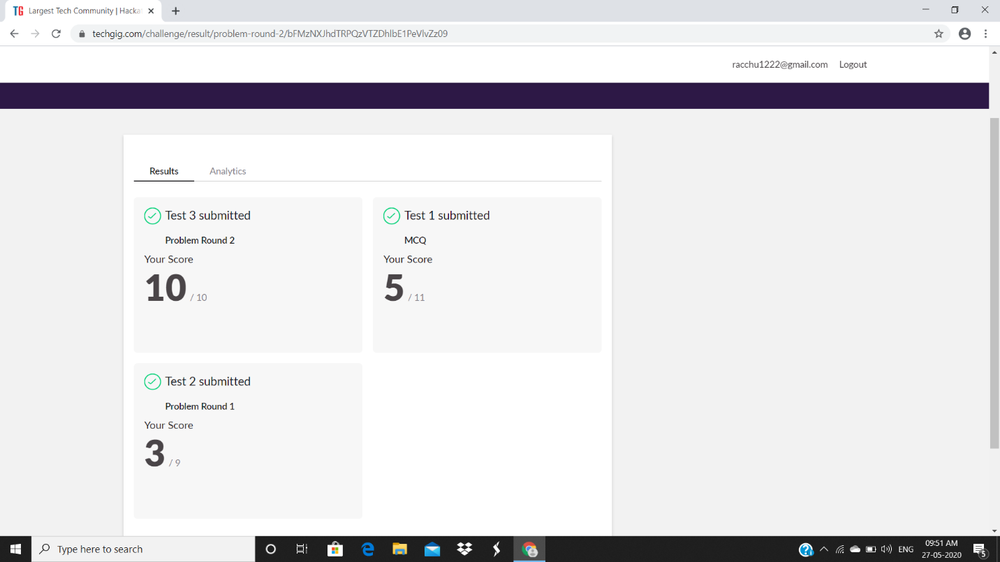 TG Largest Tech Community | Hacka
techgig.com/challenge/result/problem-round-2/bFMzNXJhdTRPQzVTZDhlbE1PeVlvZz09
racchu1222@gmail.com Logout
Results Analytics
Test 3 submitted
Problem Round 2
Your Score
10 / 10
Test 1 submitted
MCQ
Your Score
5 / 11
Test 2 submitted
Problem Round 1
Your Score
3 / 9
Type here to search
ENG
09:51 AM
27-05-2020
5